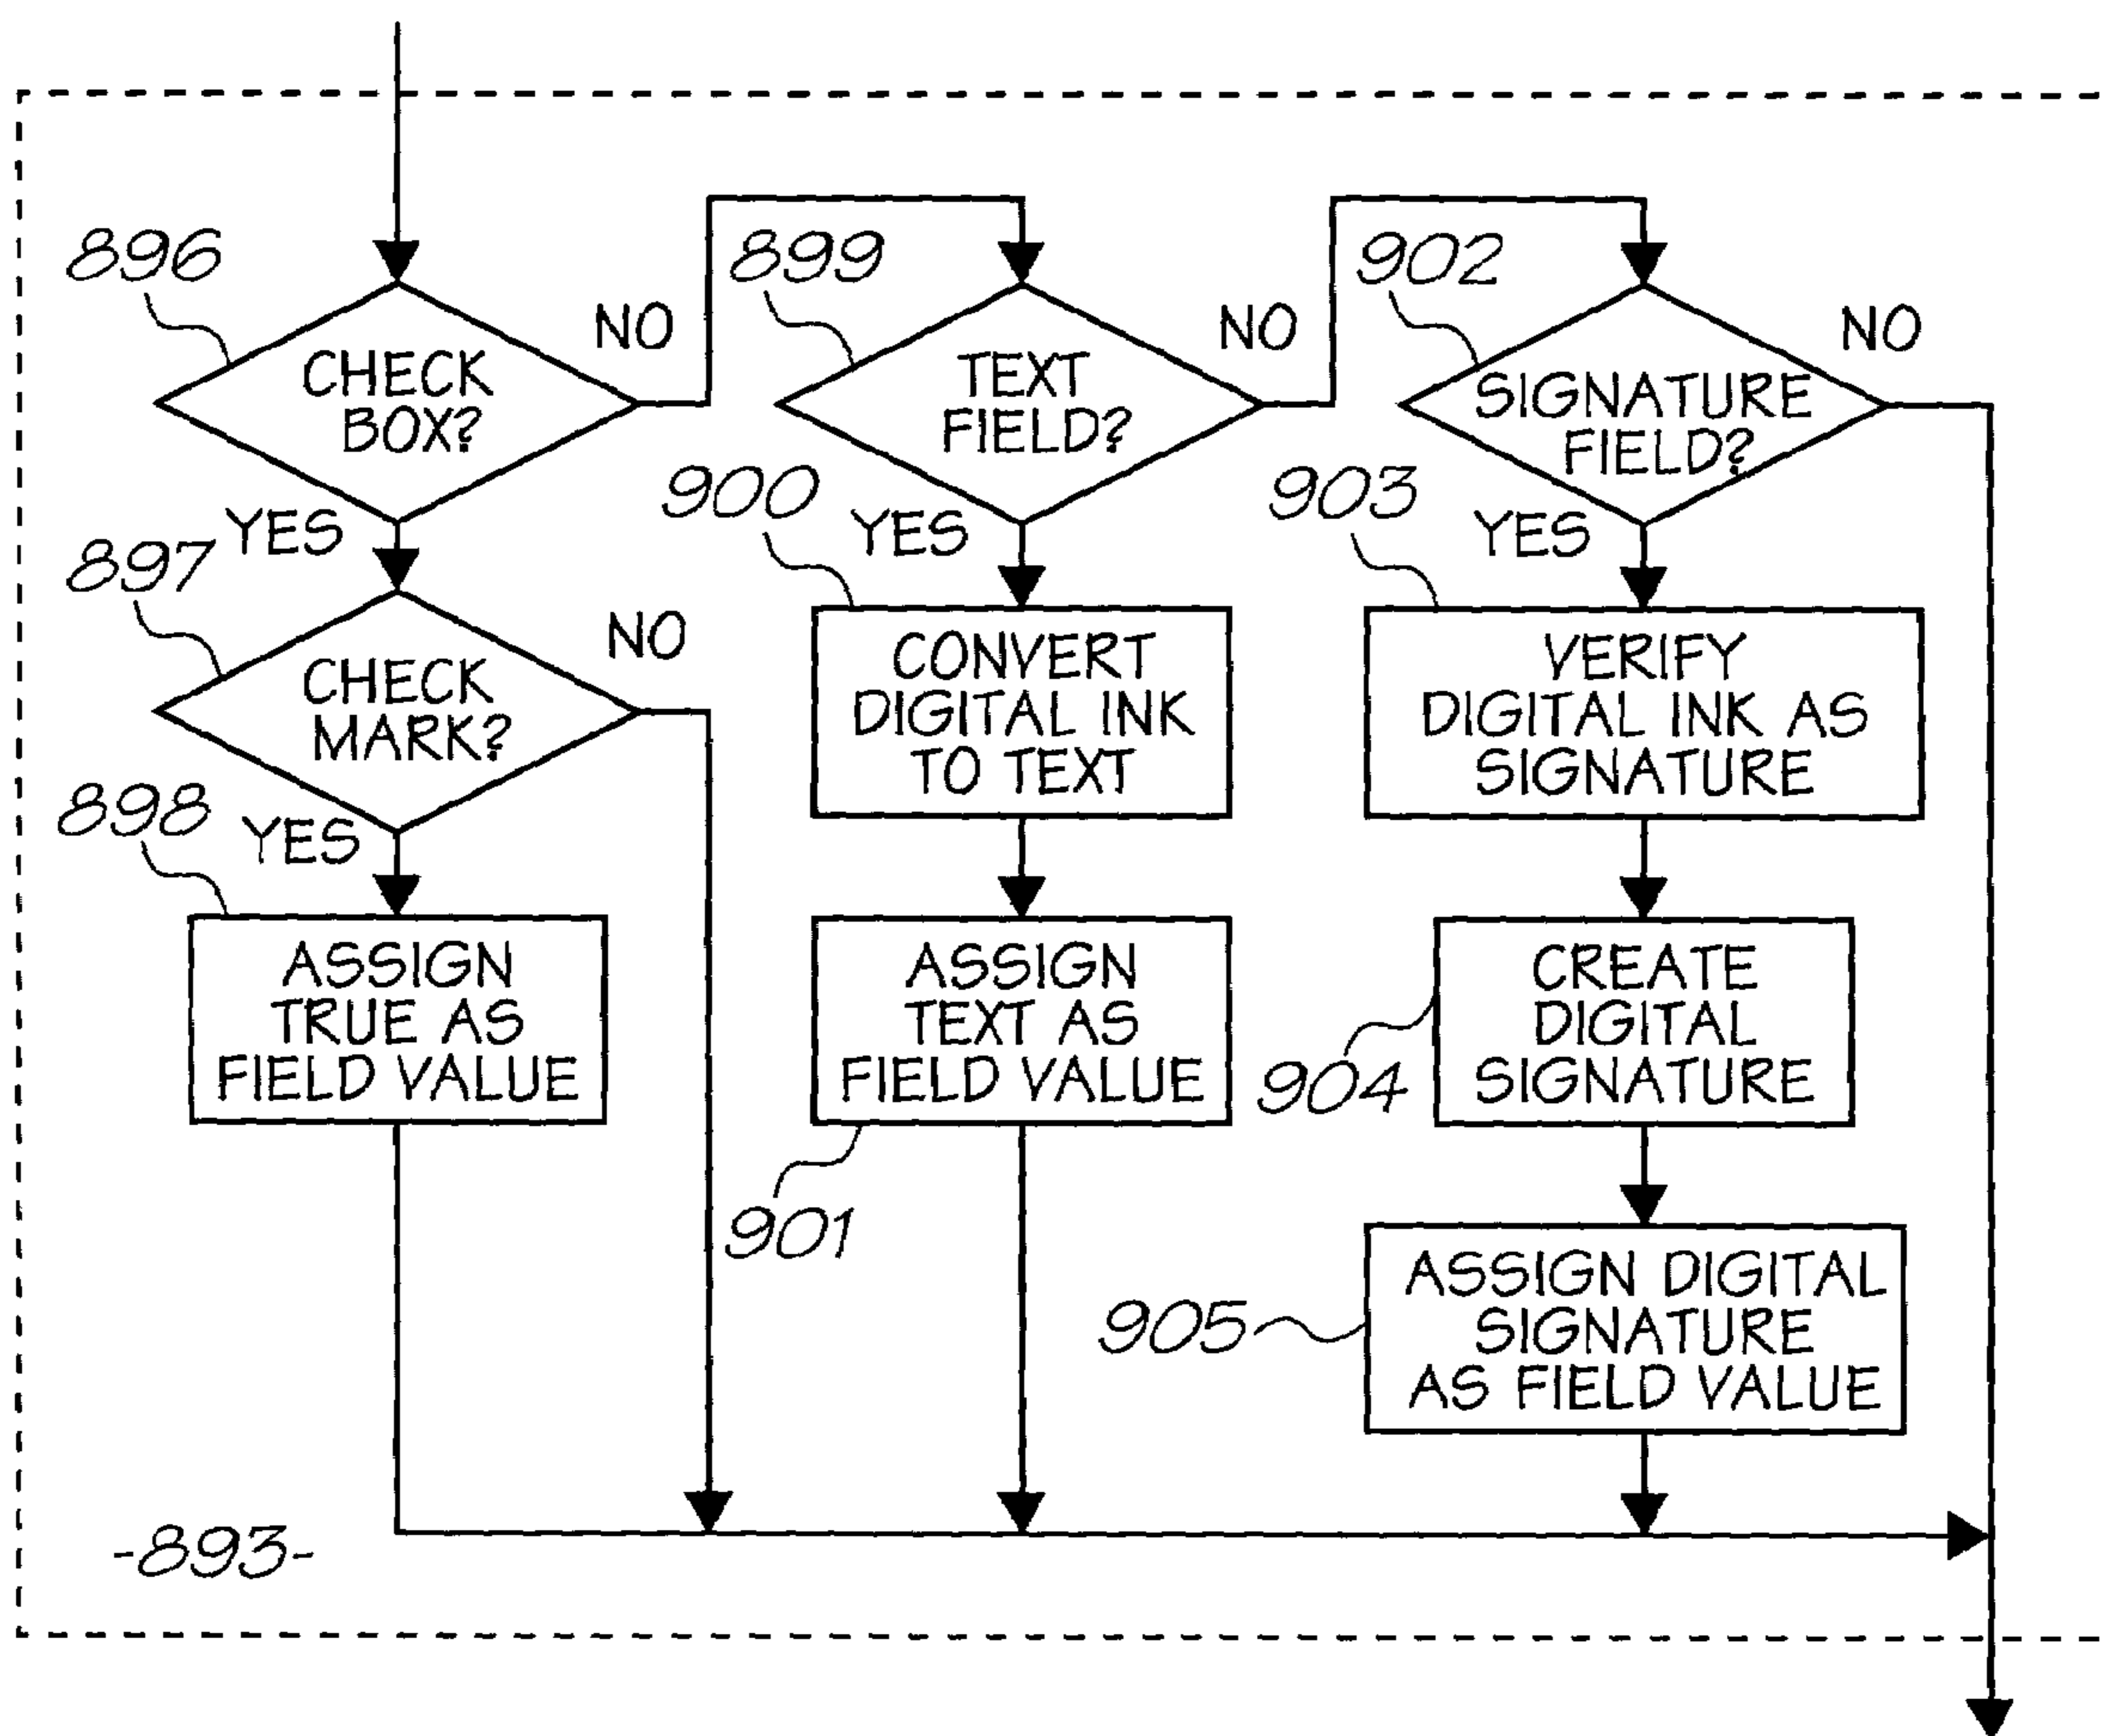 896
CHECK
BOX?
NO
YES
897
CHECK
MARK?
NO
YES
898
ASSIGN
TRUE AS
FIELD VALUE
899
TEXT
FIELD?
NO
YES
900
CONVERT
DIGITAL INK
TO TEXT
ASSIGN
TEXT AS
FIELD VALUE
901
902
SIGNATURE
FIELD?
NO
YES
903
VERIFY
DIGITAL INK AS
SIGNATURE
CREATE
DIGITAL
SIGNATURE
904
ASSIGN DIGITAL
SIGNATURE
AS FIELD VALUE
905
-893-